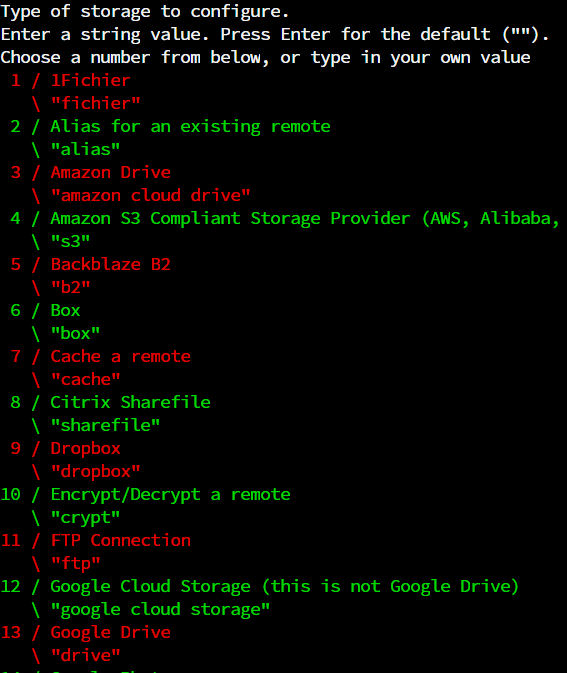 Type of storage to configure.
Enter a string value. Press Enter for the default ("").
Choose a number from below, or type in your own value
 1 / 1Fichier
   \ "fichier"
 2 / Alias for an existing remote
   \ "alias"
 3 / Amazon Drive
   \ "amazon cloud drive"
 4 / Amazon S3 Compliant Storage Provider (AWS, Alibaba,
   \ "s3"
 5 / Backblaze B2
   \ "b2"
 6 / Box
   \ "box"
 7 / Cache a remote
   \ "cache"
 8 / Citrix Sharefile
   \ "sharefile"
 9 / Dropbox
   \ "dropbox"
10 / Encrypt/Decrypt a remote
   \ "crypt"
11 / FTP Connection
   \ "ftp"
12 / Google Cloud Storage (this is not Google Drive)
   \ "google cloud storage"
13 / Google Drive
   \ "drive"